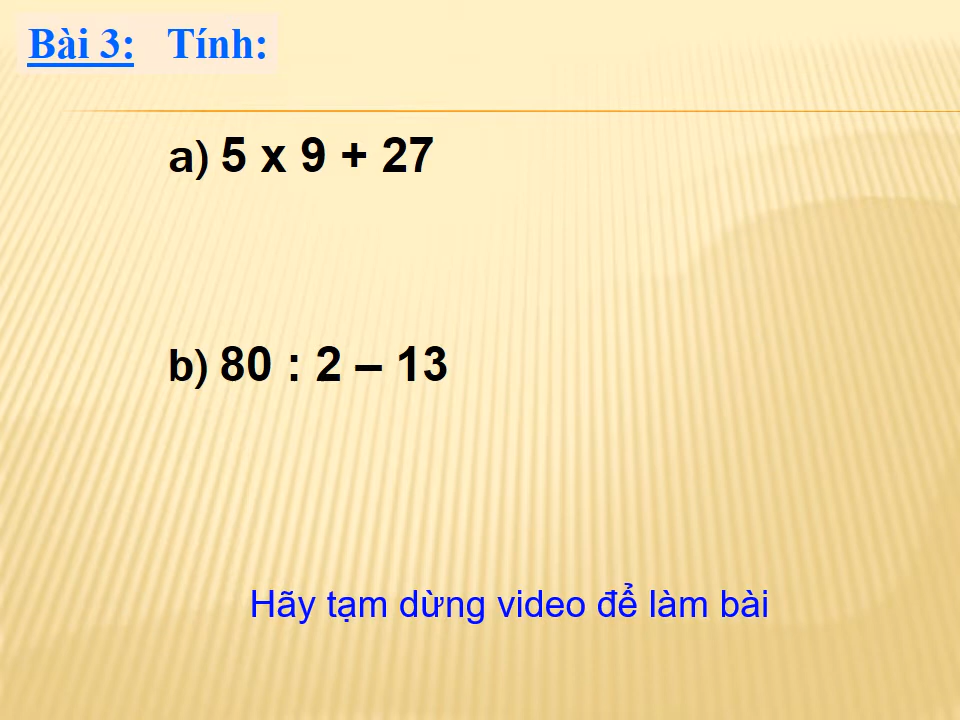 Bài 3: Tính:
a) 5 x 9 + 27
b) 80 : 2 – 13
Hãy tạm dừng video để làm bài